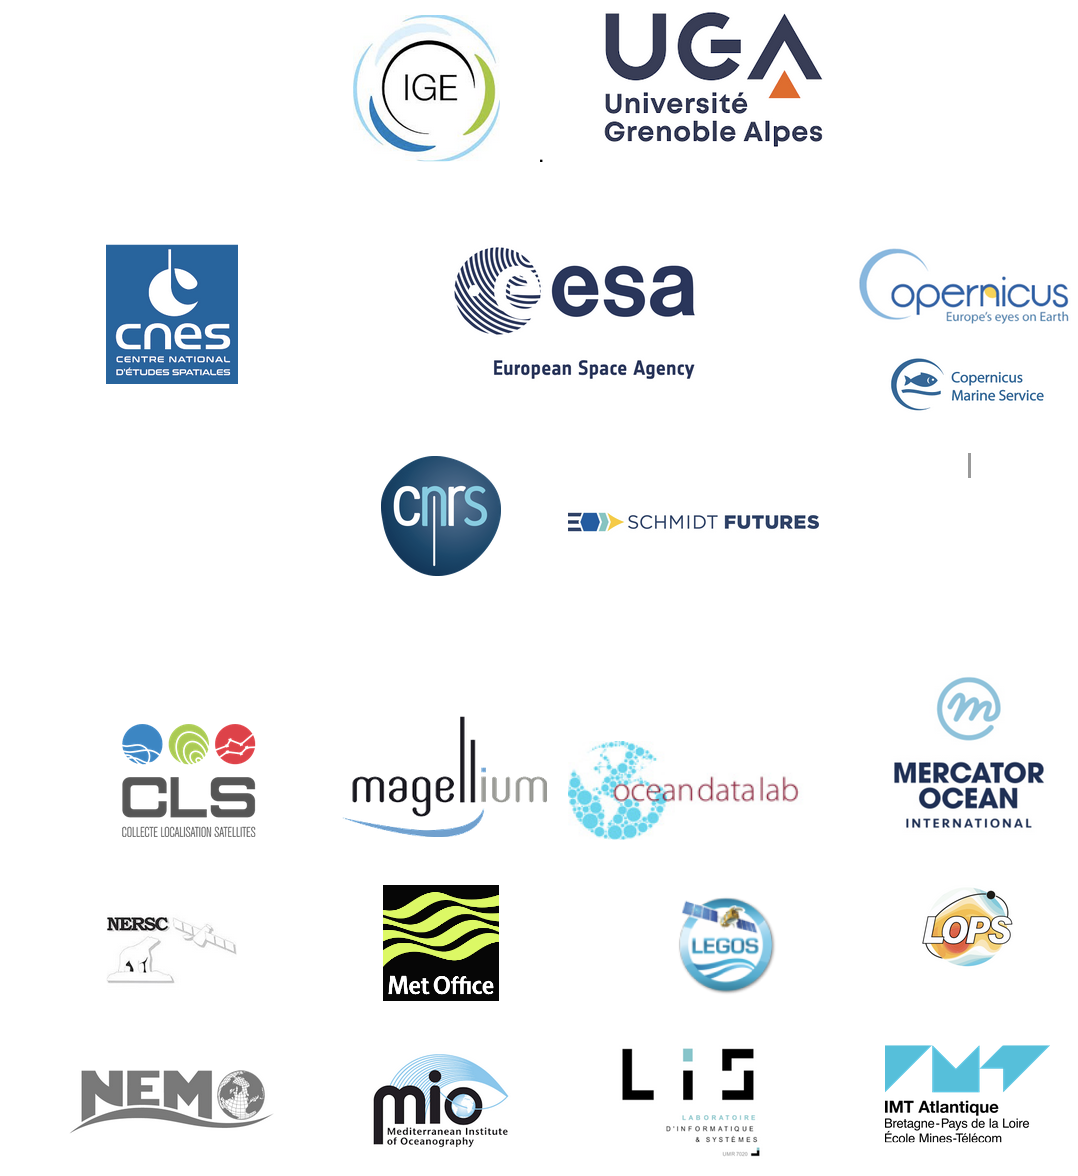 IGE
UGA
Université
Grenoble Alpes
cnes
CENTRE NATIONAL
D'ÉTUDES SPATIALES
esa
European Space Agency
opernicus
Europe's eyes on Earth
Copernicus
Marine Service
cnrs
SCHMIDT FUTURES
CLS
COLLECTE LOCALISATION SATELLITES
magellium
oceandatalab
m
MERCATOR
OCEAN
INTERNATIONAL
NERSC
Met Office
LEGOS
LOPS
NEMO
mio
Mediterranean Institute
of Oceanography
LiS
LABORATOIRE
D'INFORMATIQUE
& SYSTÈMES
UMR 7020
IMT
IMT Atlantique
Bretagne-Pays de la Loire
École Mines-Télécom